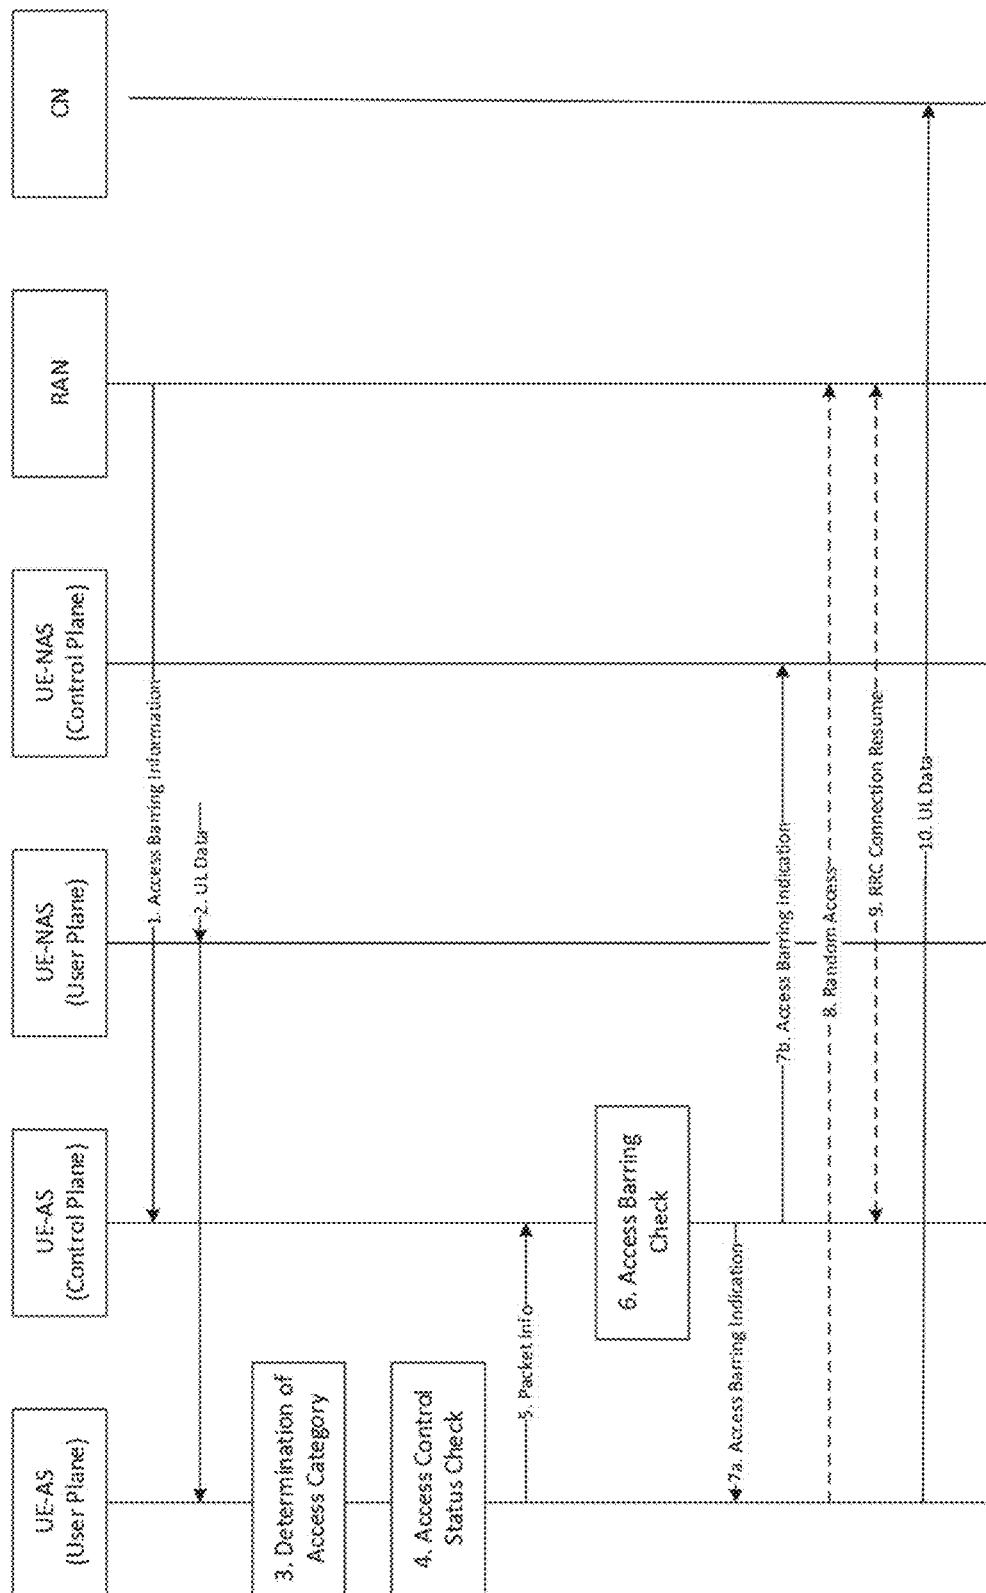 UE-AS
(User Plane)
UE-AS
(Control Plane)
UE-NAS
(User Plane)
UE-NAS
(Control Plane)
RAN
CN
1. Access Barring Information
2. UL Data
3. Determination of
Access Category
4. Access Control
Status Check
5. Packet Info
6. Access Barring
Check
7a. Access Barring Indication
7b. Access Barring Indication
8. Random Access
9. RRC Connection Resume
10. UL Data